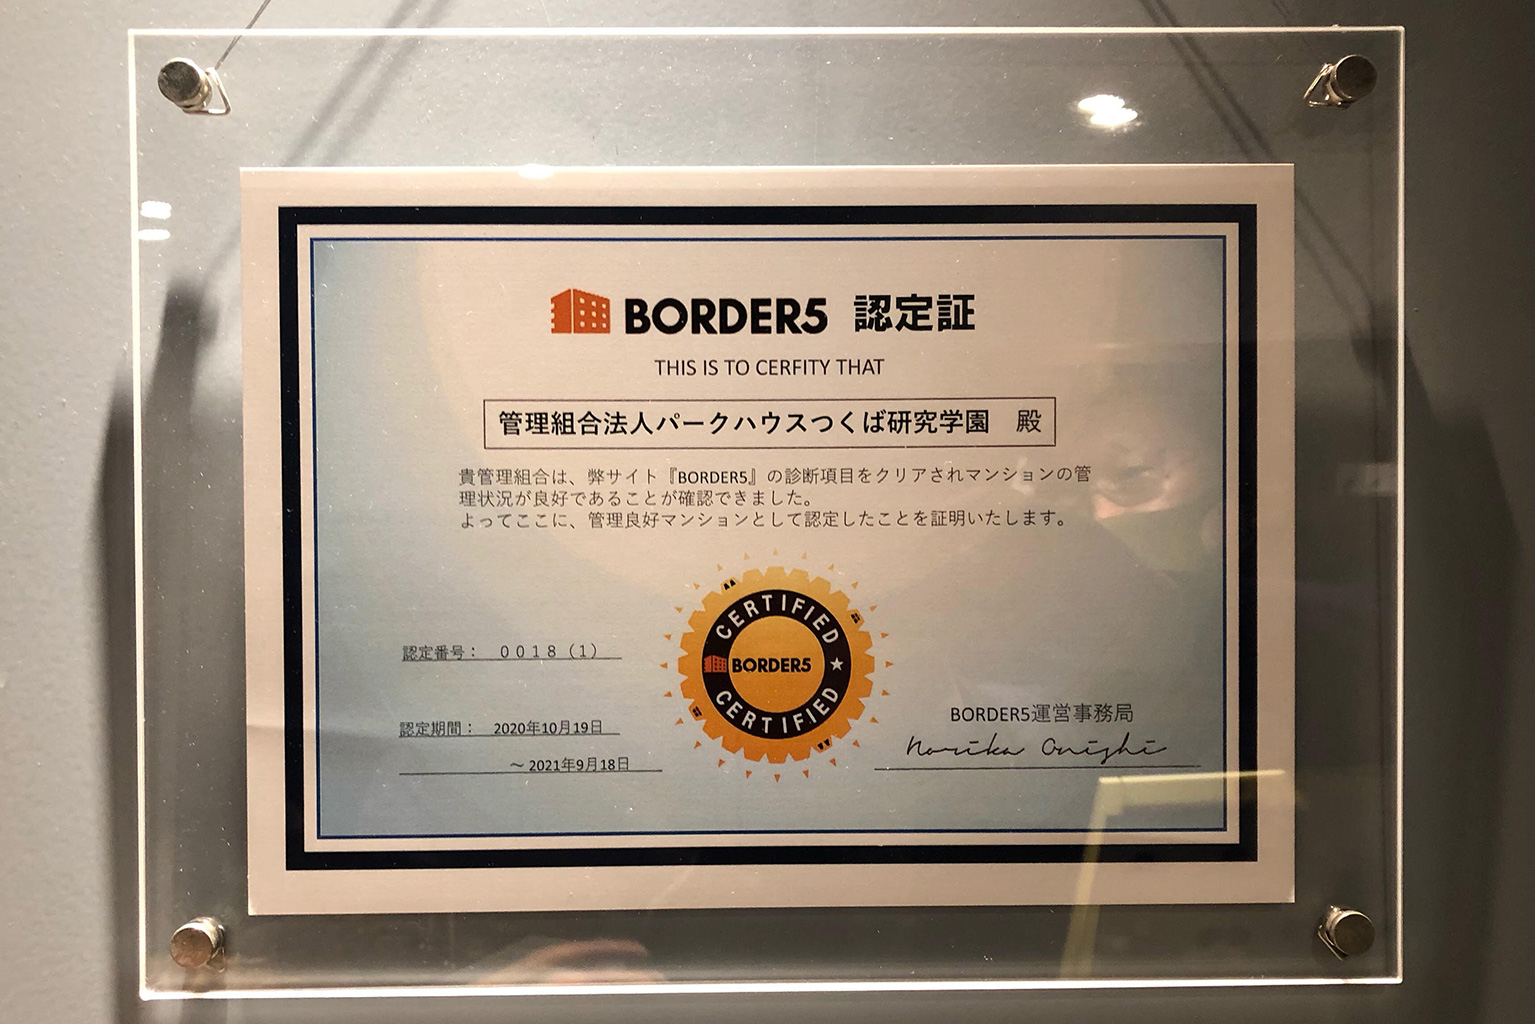 BORDER5 認定証
THIS IS TO CERFITY THAT
管理組合法人パークハウスつくば研究学園 殿
貴管理組合は、弊サイト『BORDER5』の診断項目をクリアされマンションの管
理状況が良好であることが確認できました。
よってここに、管理良好マンションとして認定したことを証明いたします。
CERTIFIED
BORDER5
CERTIFIED
認定番号: 0018(1)
認定期間: 2020年10月19日
~ 2021年9月18日
BORDER5運営事務局
Norika Onishi